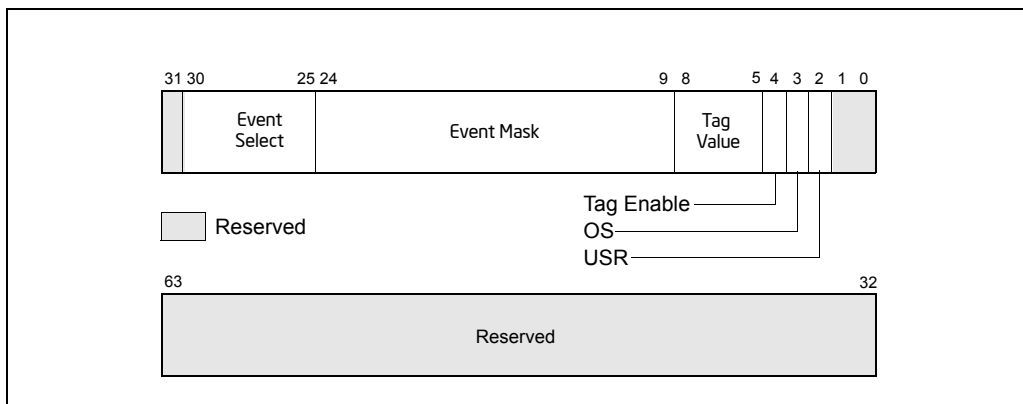 31 30 25 24 9 8 5 4 3 2 1 0
Event
Select
Event Mask
Tag
Value
Tag Enable
OS
USR
Reserved
63 32
Reserved